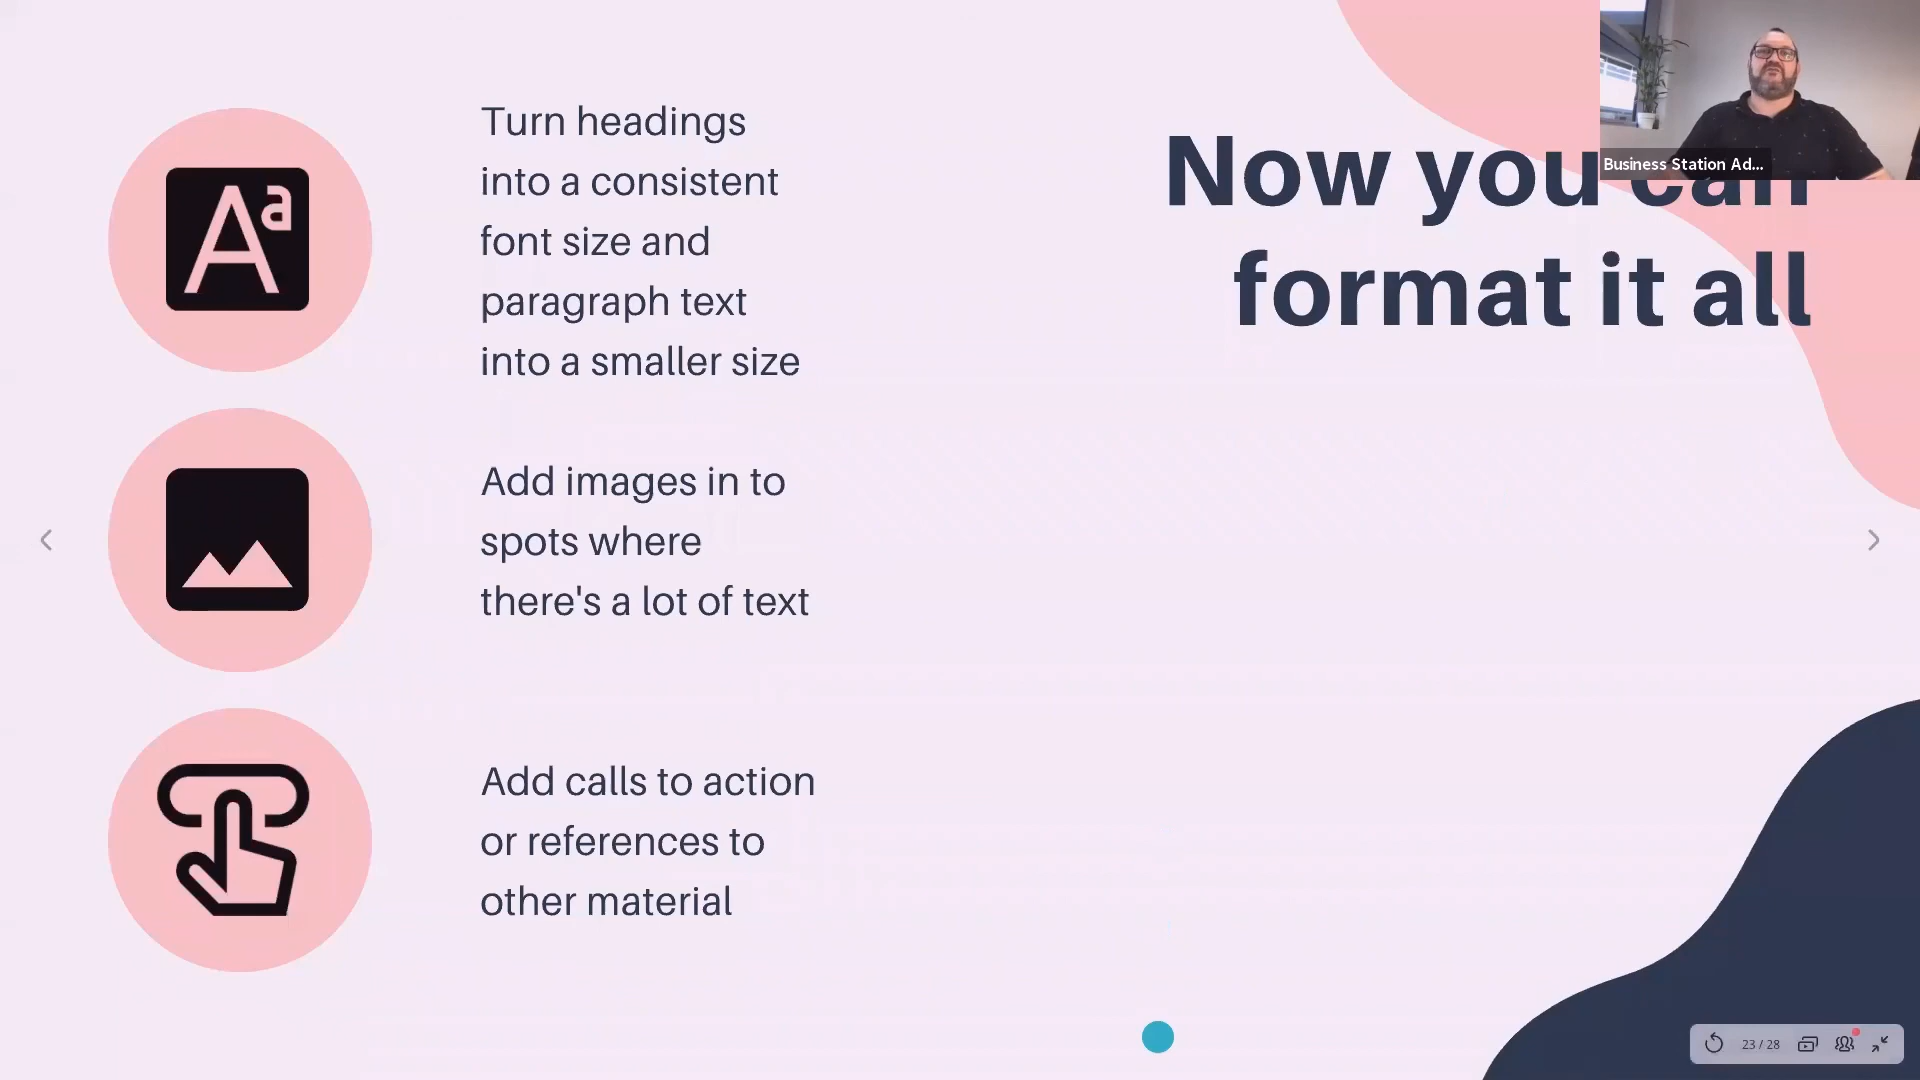 Now you can
format it all
Turn headings
into a consistent
font size and
paragraph text
into a smaller size
Add images in to
spots where
there's a lot of text
Add calls to action
or references to
other material
Business Station Ad...
Aa
23 / 28